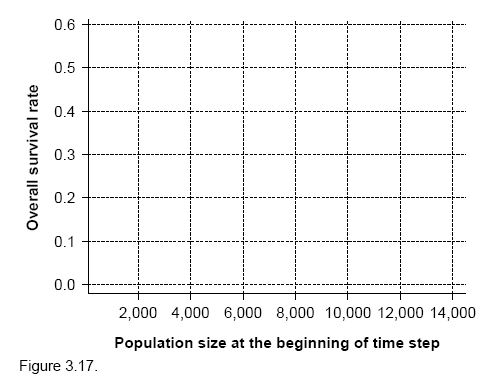 0.6
0.5
0.4
0.3
0.2
0.1
0.0
Overall survival rate
2,000 4,000 6,000 8,000 10,000 12,000 14,000
Population size at the beginning of time step
Figure 3.17.